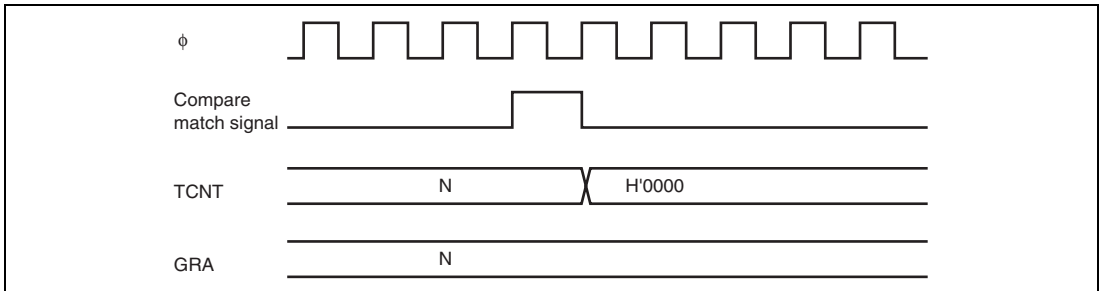 ϕ
Compare
match signal
TCNT
N
H'0000
GRA
N